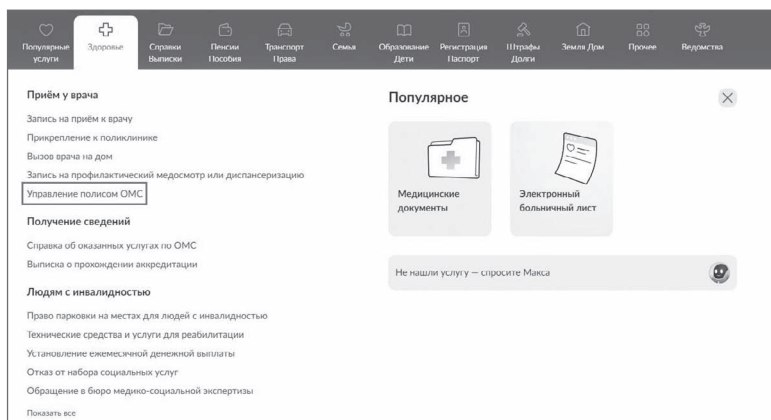 Популярные услуги
Здоровье
Справки Выписки
Пенсии Пособия
Транспорт Права
Семья
Образование Дети
Регистрация Паспорт
Штрафы Долги
Земля Дом
Прочее
Ведомства
Приём у врача
Запись на приём к врачу
Прикрепление к поликлинике
Вызов врача на дом
Запись на профилактический медосмотр или диспансеризацию
Управление полисом ОМС
Получение сведений
Справка об оказанных услугах по ОМС
Выписка о прохождении аккредитации
Людям с инвалидностью
Право парковки на местах для людей с инвалидностью
Технические средства и услуги для реабилитации
Установление ежемесячной денежной выплаты
Отказ от набора социальных услуг
Обращение в бюро медико-социальной экспертизы
Показать все
Популярное
Медицинские
документы
Электронный
больничный лист
Не нашли услугу — спросите Макса